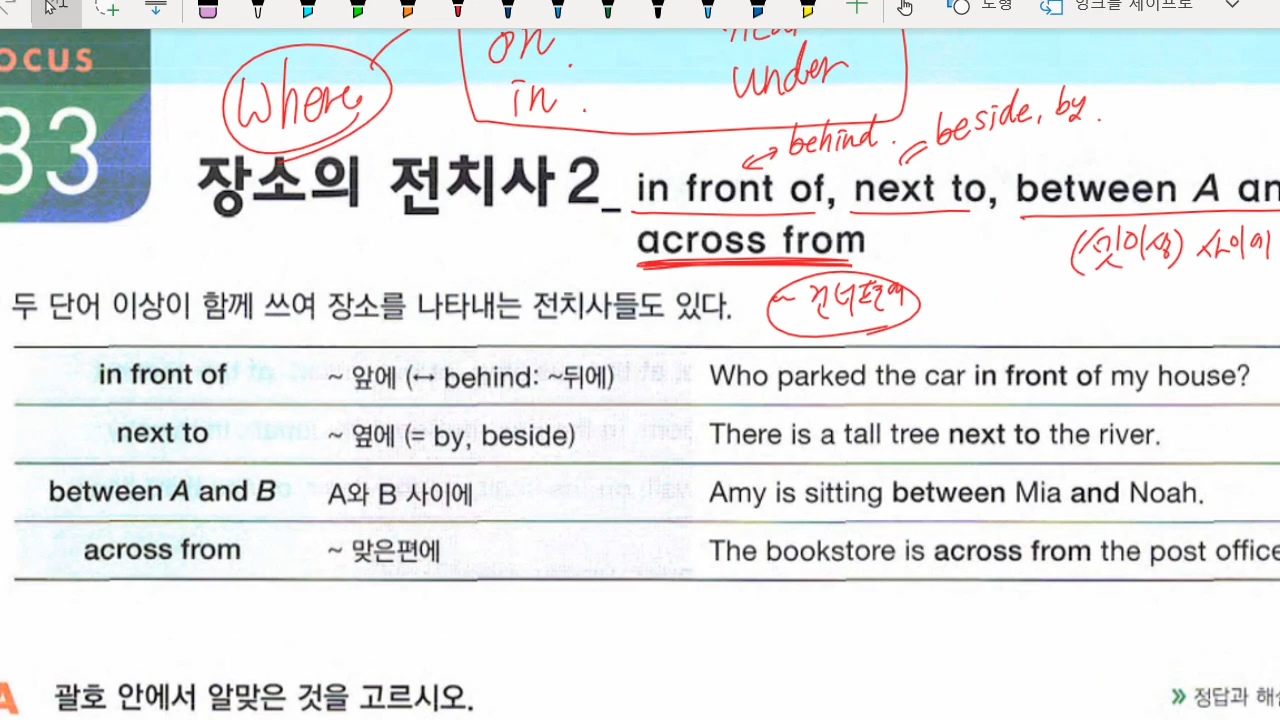 도형
잉크를 셰이프로
on.
in.
near
under
Where
behind.
beside, by.
FOCUS
83
장소의 전치사 2_ in front of, next to, between A an
across from
(셋이상) 사이에
~ 건너편에
두 단어 이상이 함께 쓰여 장소를 나타내는 전치사들도 있다.
in front of ~ 앞에 (↔ behind: ~뒤에) Who parked the car in front of my house?
next to ~ 옆에 (= by, beside) There is a tall tree next to the river.
between A and B A와 B 사이에 Amy is sitting between Mia and Noah.
across from ~ 맞은편에 The bookstore is across from the post office
A 괄호 안에서 알맞은 것을 고르시오.
» 정답과 해설